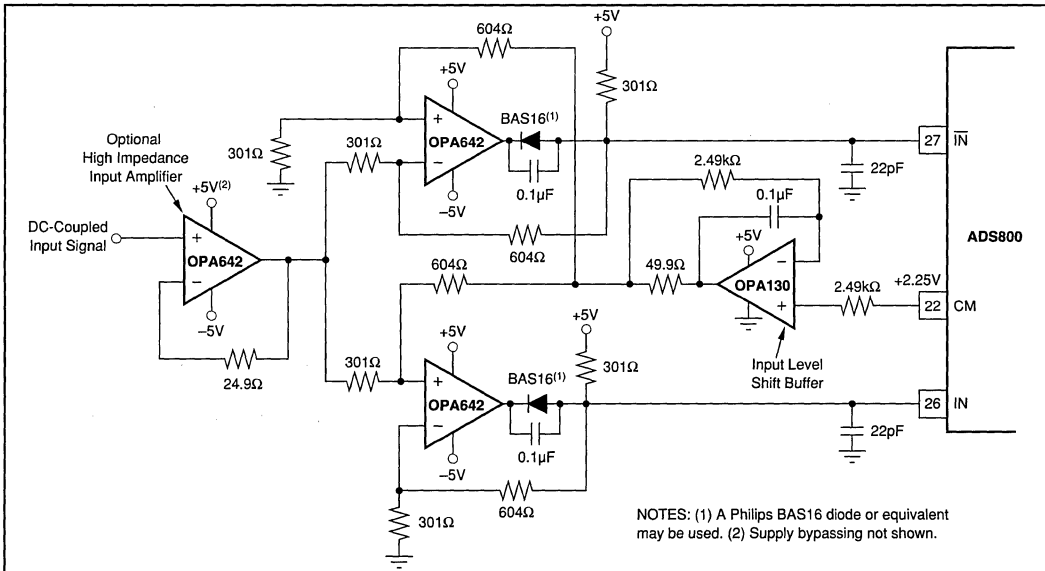 +5V
604Ω
+5V
301Ω
BAS16(1)
OPA642
+
−
0.1µF
−5V
301Ω
301Ω
Optional
High Impedance
Input Amplifier
27
I̅N̅
22pF
2.49kΩ
0.1µF
+5V(2)
DC-Coupled
Input Signal
+
−
OPA642
−5V
24.9Ω
604Ω
604Ω
49.9Ω
+5V
−
OPA130
+
2.49kΩ
+2.25V
22
CM
ADS800
Input Level
Shift Buffer
+5V
+5V
301Ω
301Ω
BAS16(1)
+
OPA642
−
0.1µF
−5V
26
IN
22pF
604Ω
301Ω
NOTES: (1) A Philips BAS16 diode or equivalent
may be used. (2) Supply bypassing not shown.